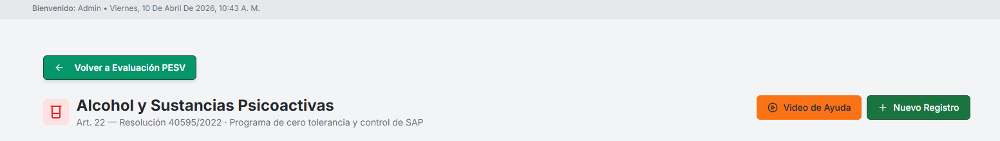 Bienvenido: Admin • Viernes, 10 De Abril De 2026, 10:43 A. M.
Volver a Evaluación PESV
Alcohol y Sustancias Psicoactivas
Art. 22 — Resolución 40595/2022 · Programa de cero tolerancia y control de SAP
Video de Ayuda
Nuevo Registro